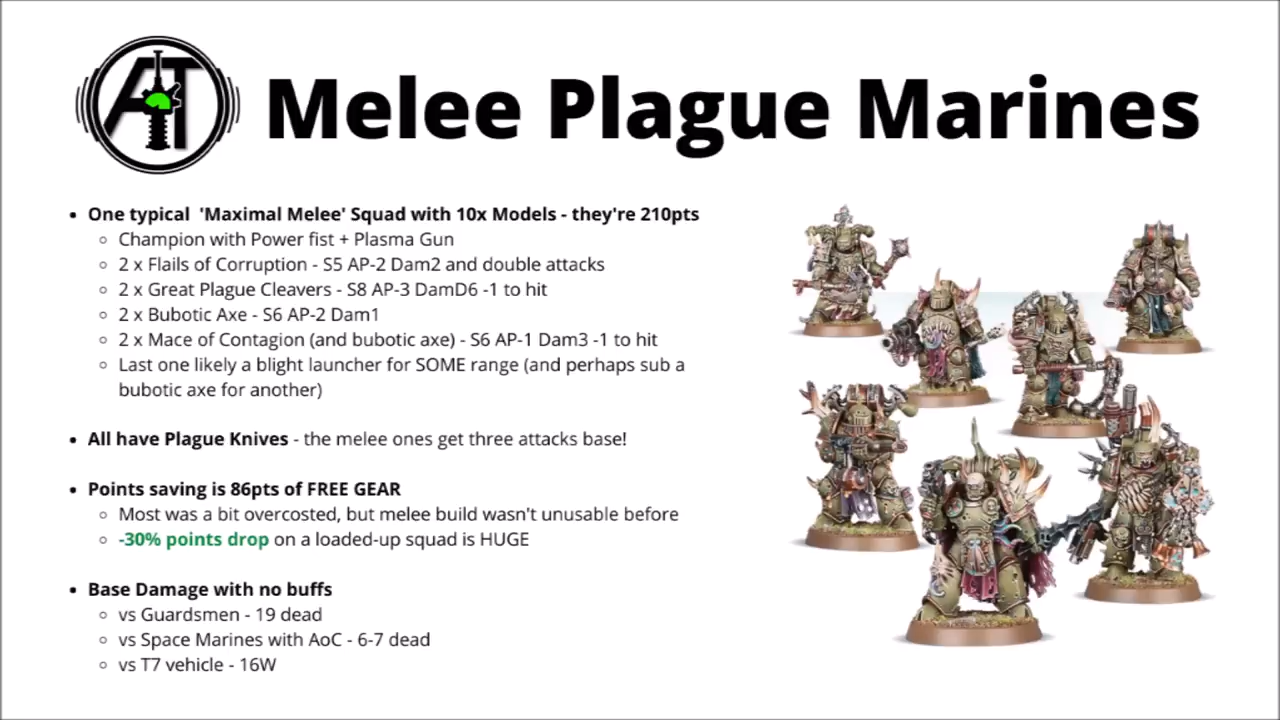 AT
Melee Plague Marines
• One typical 'Maximal Melee' Squad with 10x Models - they're 210pts
◦ Champion with Power fist + Plasma Gun
◦ 2 x Flails of Corruption - S5 AP-2 Dam2 and double attacks
◦ 2 x Great Plague Cleavers - S8 AP-3 DamD6 -1 to hit
◦ 2 x Bubotic Axe - S6 AP-2 Dam1
◦ 2 x Mace of Contagion (and bubotic axe) - S6 AP-1 Dam3 -1 to hit
◦ Last one likely a blight launcher for SOME range (and perhaps sub a
bubotic axe for another)
• All have Plague Knives - the melee ones get three attacks base!
• Points saving is 86pts of FREE GEAR
◦ Most was a bit overcosted, but melee build wasn't unusable before
◦ -30% points drop on a loaded-up squad is HUGE
• Base Damage with no buffs
◦ vs Guardsmen - 19 dead
◦ vs Space Marines with AoC - 6-7 dead
◦ vs T7 vehicle - 16W